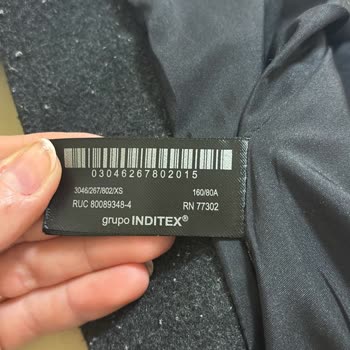 03046267802015
3046/267/802/XS 160/80A
RUC 80089348-4 RN 77302
grupo INDITEX®